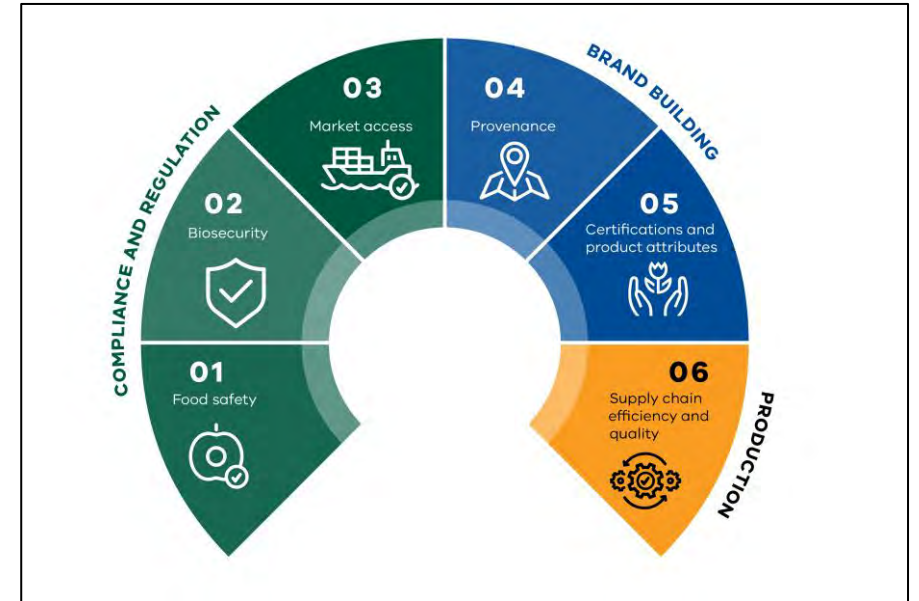 COMPLIANCE AND REGULATION
01
Food safety
02
Biosecurity
03
Market access
BRAND BUILDING
04
Provenance
05
Certifications and
product attributes
PRODUCTION
06
Supply chain
efficiency and
quality